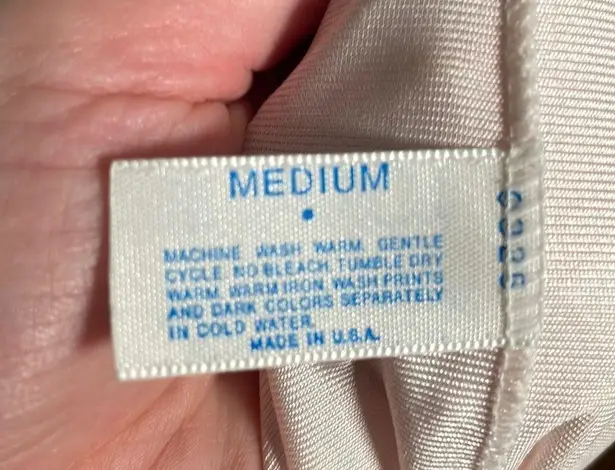 MEDIUM
MACHINE WASH WARM, GENTLE
CYCLE. NO BLEACH TUMBLE DRY
WARM. WARM IRON. WASH PRINTS
AND DARK COLORS SEPARATELY
IN COLD WATER.
MADE IN U.S.A.